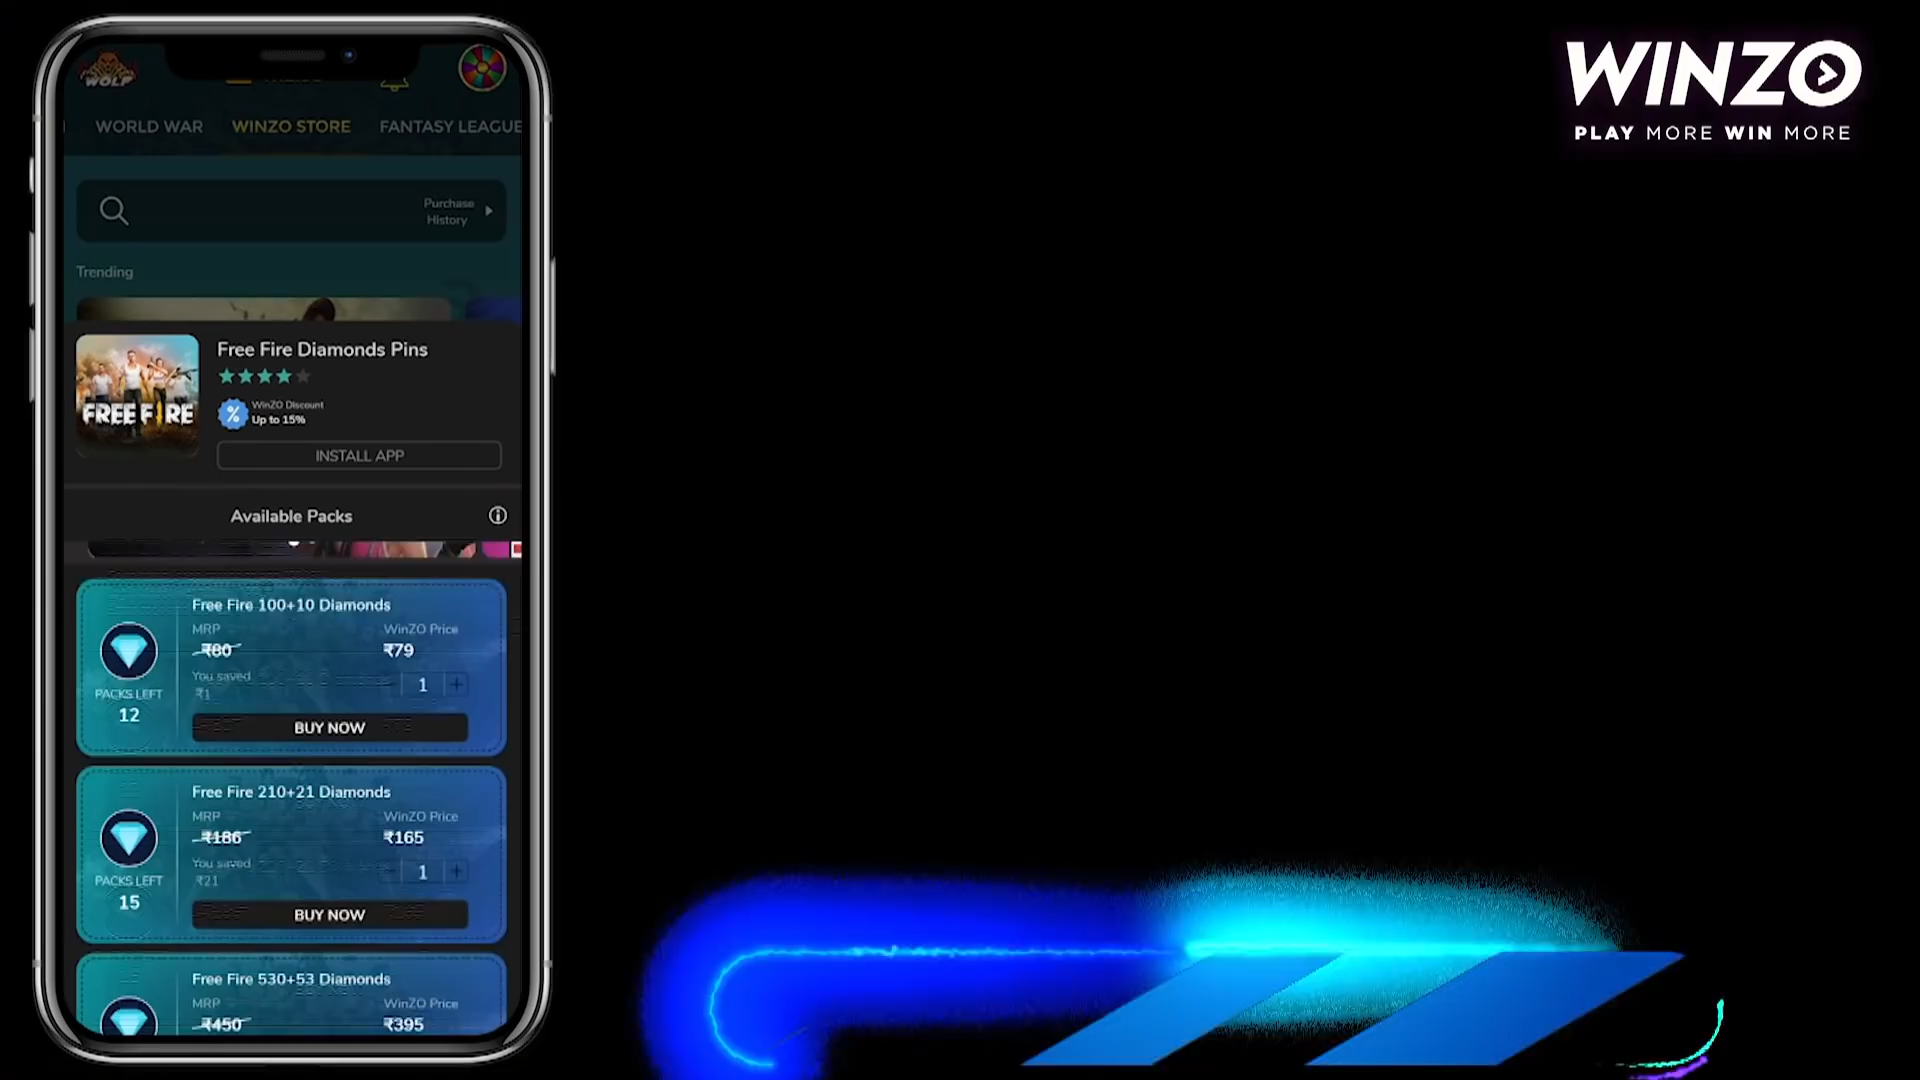 WOLF
WORLD WAR
WINZO STORE
FANTASY LEAGUE
Purchase
History
Trending
FREE FIRE
Free Fire Diamonds Pins
WinZO Discount
Up to 15%
INSTALL APP
Available Packs
Free Fire 100+10 Diamonds
MRP
WinZO Price
₹80
₹79
You saved
₹1
1
+
PACKS LEFT
12
BUY NOW
Free Fire 210+21 Diamonds
MRP
WinZO Price
₹186
₹165
You saved
₹21
1
+
PACKS LEFT
15
BUY NOW
Free Fire 530+53 Diamonds
MRP
WinZO Price
₹450
₹395
WINZO
PLAY MORE WIN MORE